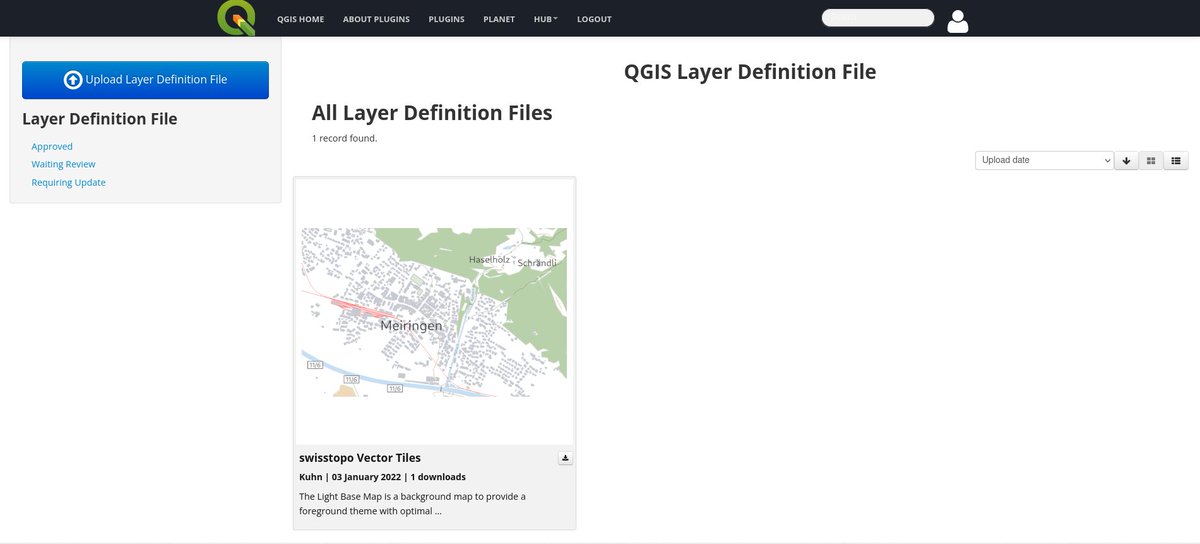 QGIS HOME ABOUT PLUGINS PLUGINS PLANET HUB LOGOUT
Upload Layer Definition File
Layer Definition File
Approved
Waiting Review
Requiring Update
QGIS Layer Definition File
All Layer Definition Files
1 record found.
Upload date
Haselholz
Schrändli
Meiringen
11/6
11/6
11/6
swisstopo Vector Tiles
Kuhn | 03 January 2022 | 1 downloads
The Light Base Map is a background map to provide a
foreground theme with optimal ...